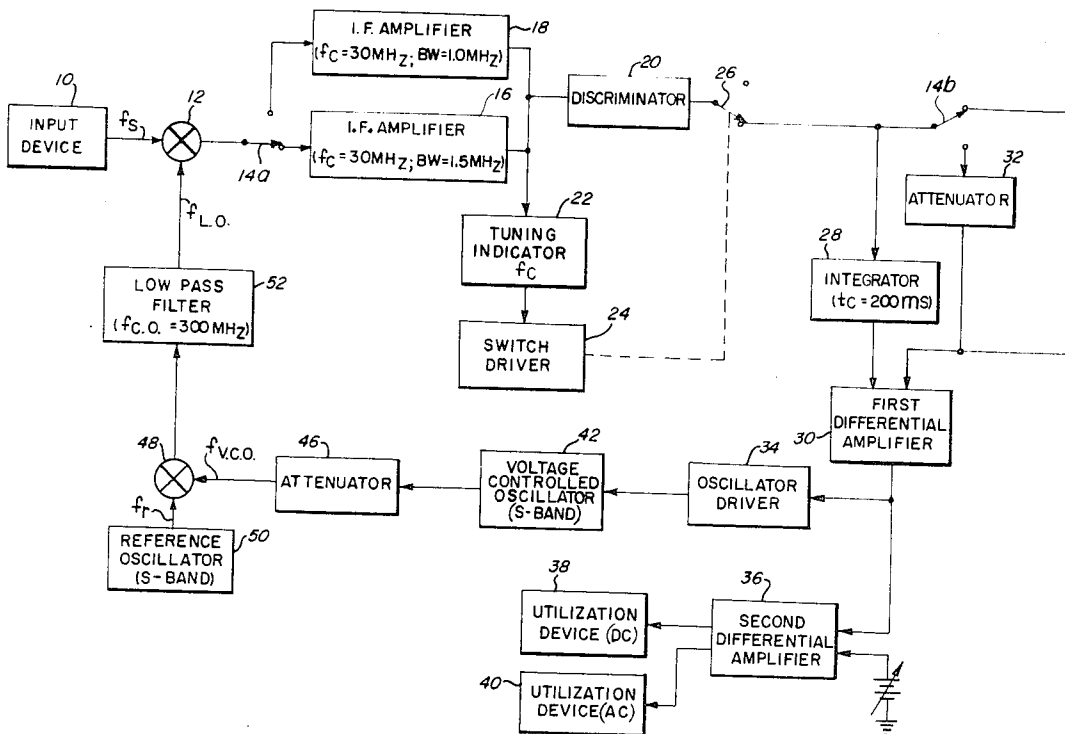 I.F. AMPLIFIER
(fC = 30MHZ; BW=1.0MHZ)
18
10
INPUT
DEVICE
fS
12
14a
16
I.F. AMPLIFIER
(fC = 30MHZ; BW=1.5MHZ)
20
DISCRIMINATOR
26
14b
32
ATTENUATOR
fL.O.
22
TUNING
INDICATOR
fC
28
INTEGRATOR
(tC = 200ms)
52
LOW PASS
FILTER
(fC.O. = 300MHZ)
24
SWITCH
DRIVER
30
FIRST
DIFFERENTIAL
AMPLIFIER
48
fV.C.O.
46
ATTENUATOR
42
VOLTAGE
CONTROLLED
OSCILLATOR
(S-BAND)
34
OSCILLATOR
DRIVER
fr
50
REFERENCE
OSCILLATOR
(S-BAND)
38
UTILIZATION
DEVICE (DC)
36
SECOND
DIFFERENTIAL
AMPLIFIER
40
UTILIZATION
DEVICE(AC)